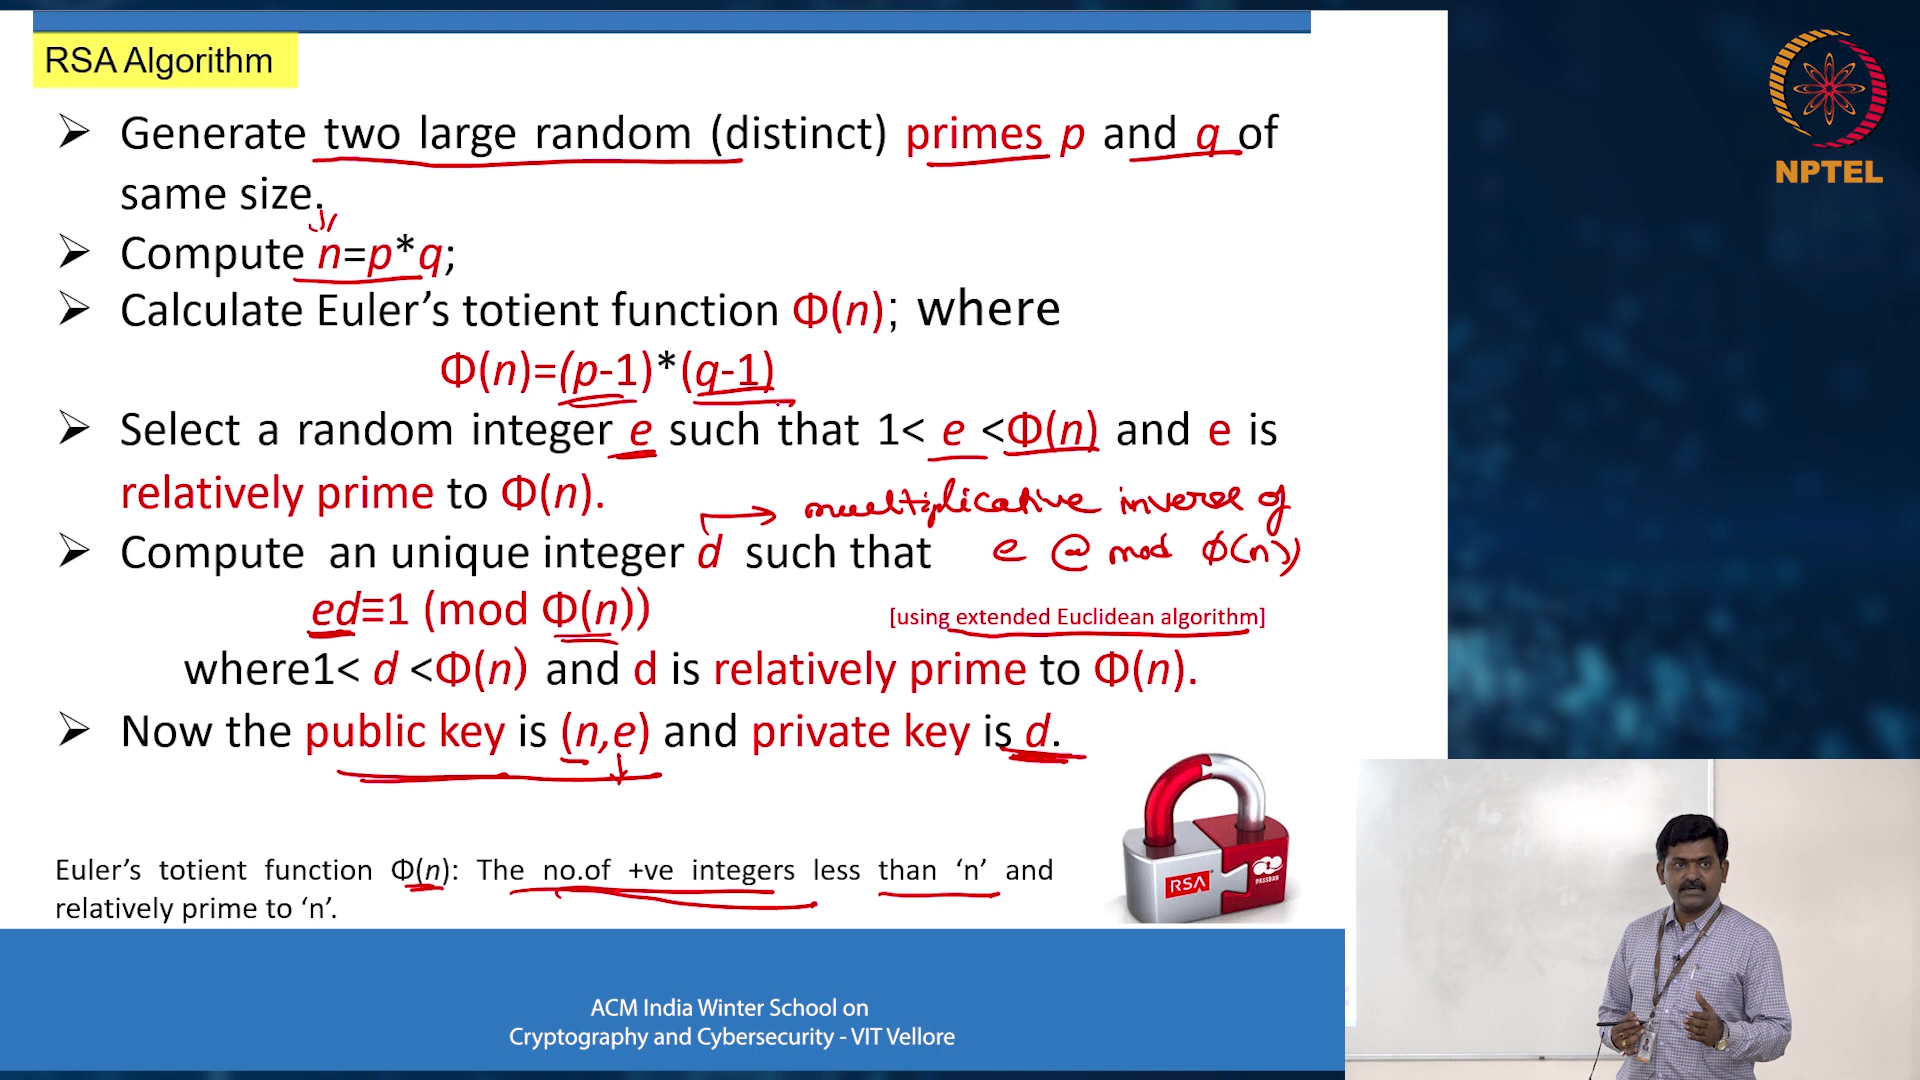 RSA Algorithm
NPTEL
➢ Generate two large random (distinct) primes p and q of
same size.
➢ Compute n=p*q;
➢ Calculate Euler’s totient function Φ(n); where
Φ(n)=(p-1)*(q-1)
➢ Select a random integer e such that 1< e <Φ(n) and e is
relatively prime to Φ(n).
multiplicative inverse of
➢ Compute an unique integer d such that
e mod φ(n)
ed≡1 (mod Φ(n))
[using extended Euclidean algorithm]
where1< d <Φ(n) and d is relatively prime to Φ(n).
➢ Now the public key is (n,e) and private key is d.
RSA
PASSBAN
Euler’s totient function Φ(n): The no.of +ve integers less than ‘n’ and
relatively prime to ‘n’.
ACM India Winter School on
Cryptography and Cybersecurity - VIT Vellore